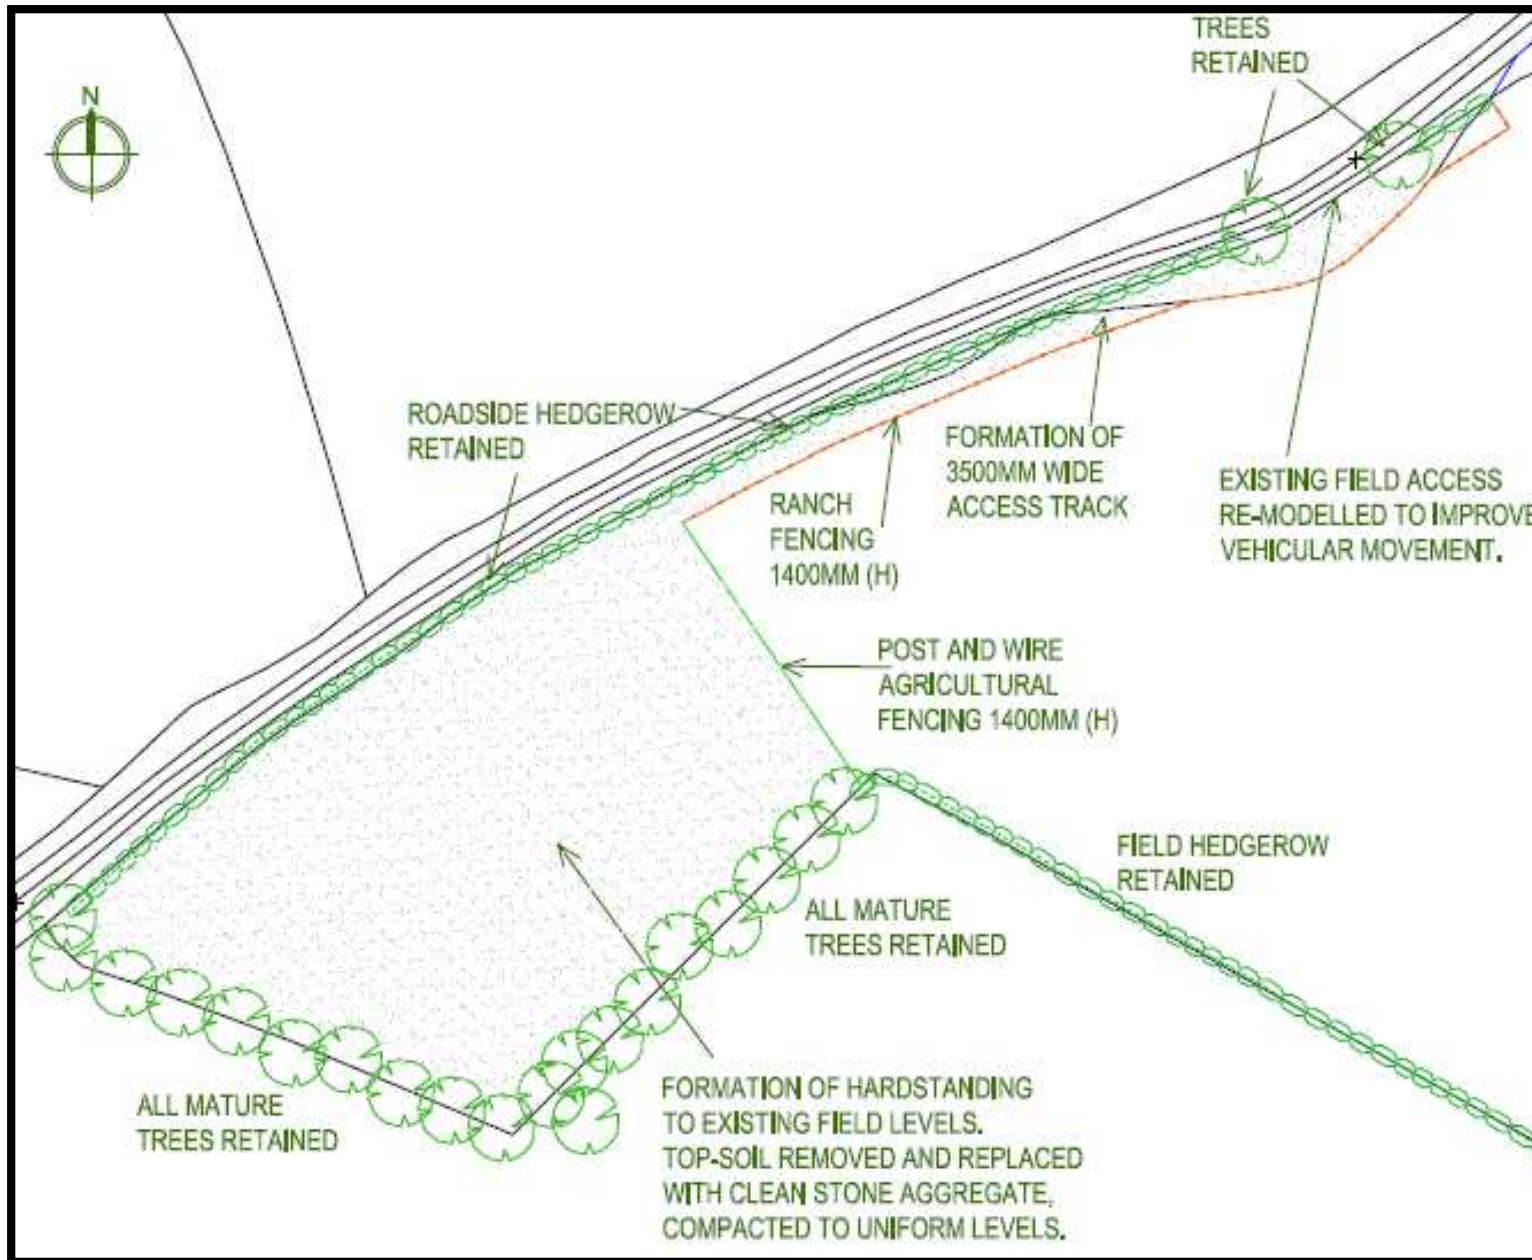 TREES
RETAINED
N
ROADSIDE HEDGEROW
RETAINED
FORMATION OF
3500MM WIDE
ACCESS TRACK
EXISTING FIELD ACCESS
RE-MODELLED TO IMPROVE
VEHICULAR MOVEMENT.
RANCH
FENCING
1400MM (H)
POST AND WIRE
AGRICULTURAL
FENCING 1400MM (H)
FIELD HEDGEROW
RETAINED
ALL MATURE
TREES RETAINED
ALL MATURE
TREES RETAINED
FORMATION OF HARDSTANDING
TO EXISTING FIELD LEVELS.
TOP-SOIL REMOVED AND REPLACED
WITH CLEAN STONE AGGREGATE,
COMPACTED TO UNIFORM LEVELS.